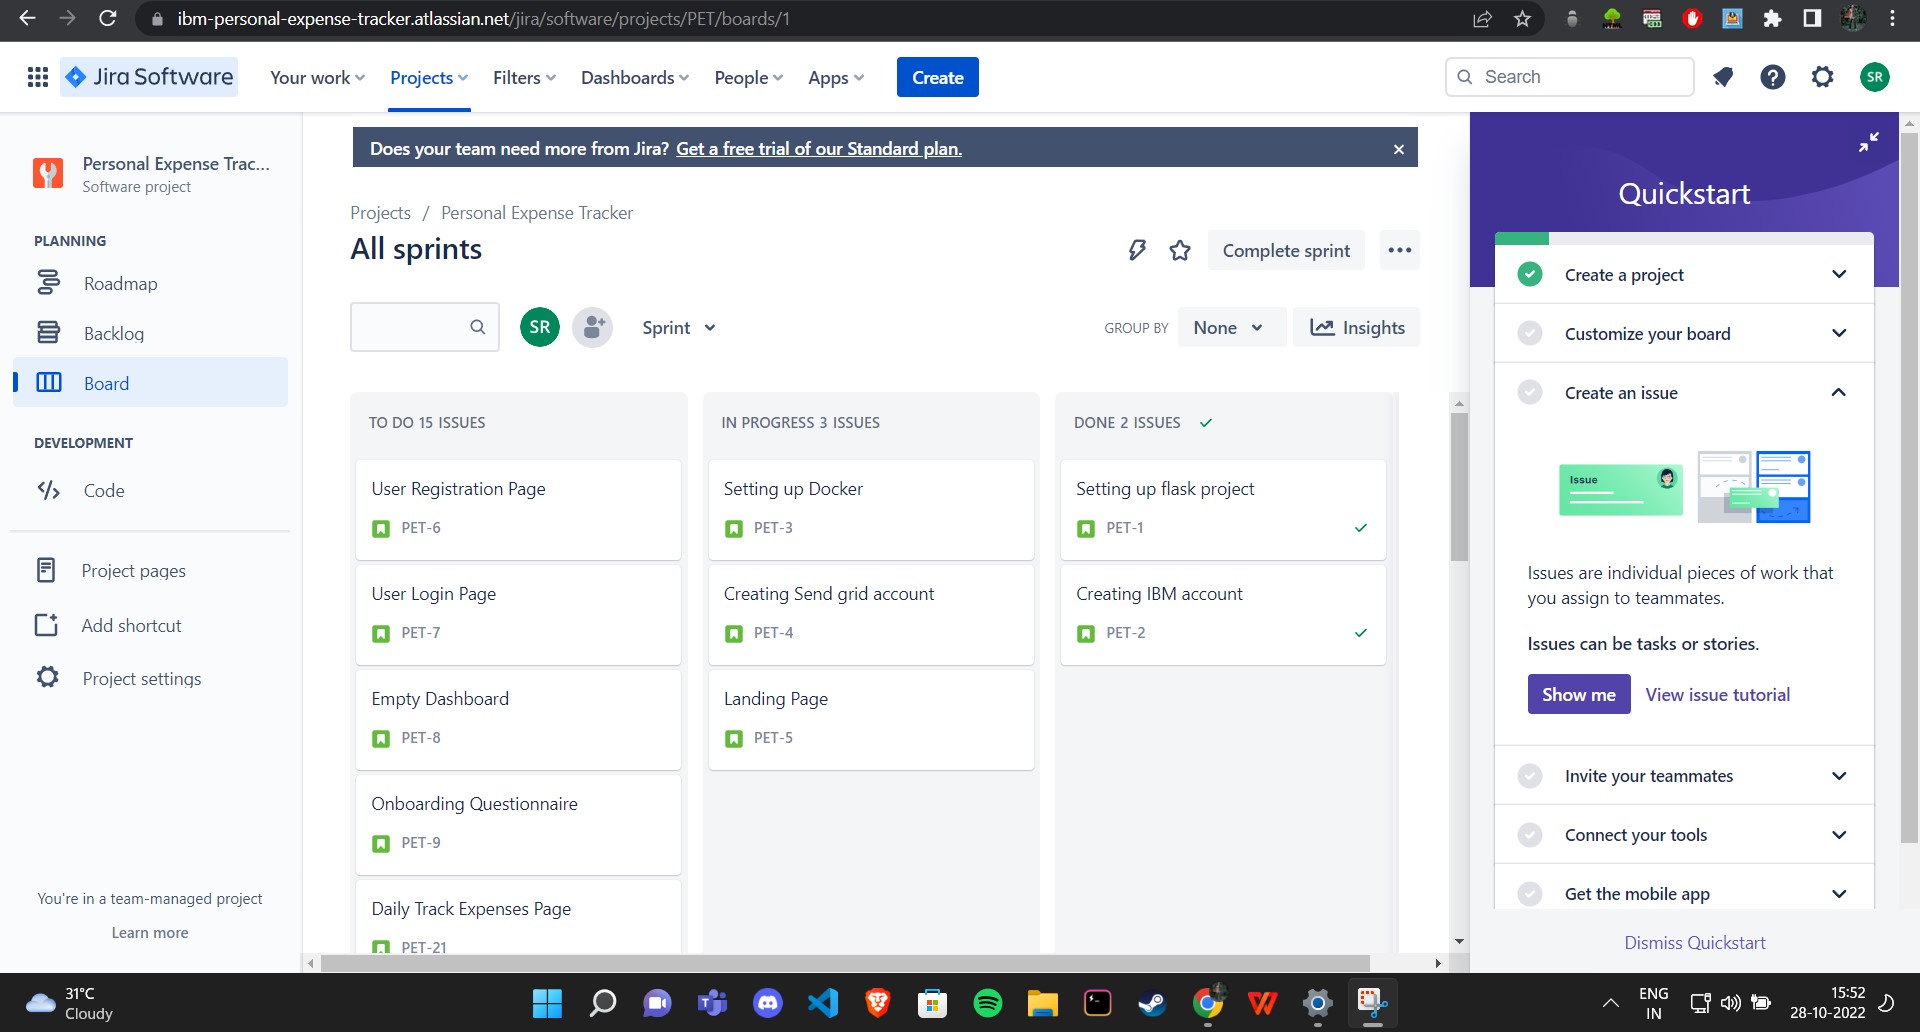 ibm-personal-expense-tracker.atlassian.net/jira/software/projects/PET/boards/1
Jira Software
Your work
Projects
Filters
Dashboards
People
Apps
Create
Search
SR
Personal Expense Trac...
Software project
PLANNING
Roadmap
Backlog
Board
DEVELOPMENT
Code
Project pages
Add shortcut
Project settings
You're in a team-managed project
Learn more
Does your team need more from Jira? Get a free trial of our Standard plan.
Projects / Personal Expense Tracker
All sprints
Complete sprint
SR
Sprint
GROUP BY
None
Insights
TO DO 15 ISSUES
User Registration Page
PET-6
User Login Page
PET-7
Empty Dashboard
PET-8
Onboarding Questionnaire
PET-9
Daily Track Expenses Page
PET-21
IN PROGRESS 3 ISSUES
Setting up Docker
PET-3
Creating Send grid account
PET-4
Landing Page
PET-5
DONE 2 ISSUES
Setting up flask project
PET-1
Creating IBM account
PET-2
Quickstart
Create a project
Customize your board
Create an issue
Issue
Issues are individual pieces of work that
you assign to teammates.
Issues can be tasks or stories.
Show me
View issue tutorial
Invite your teammates
Connect your tools
Get the mobile app
Dismiss Quickstart
31°C
Cloudy
ENG
IN
15:52
28-10-2022